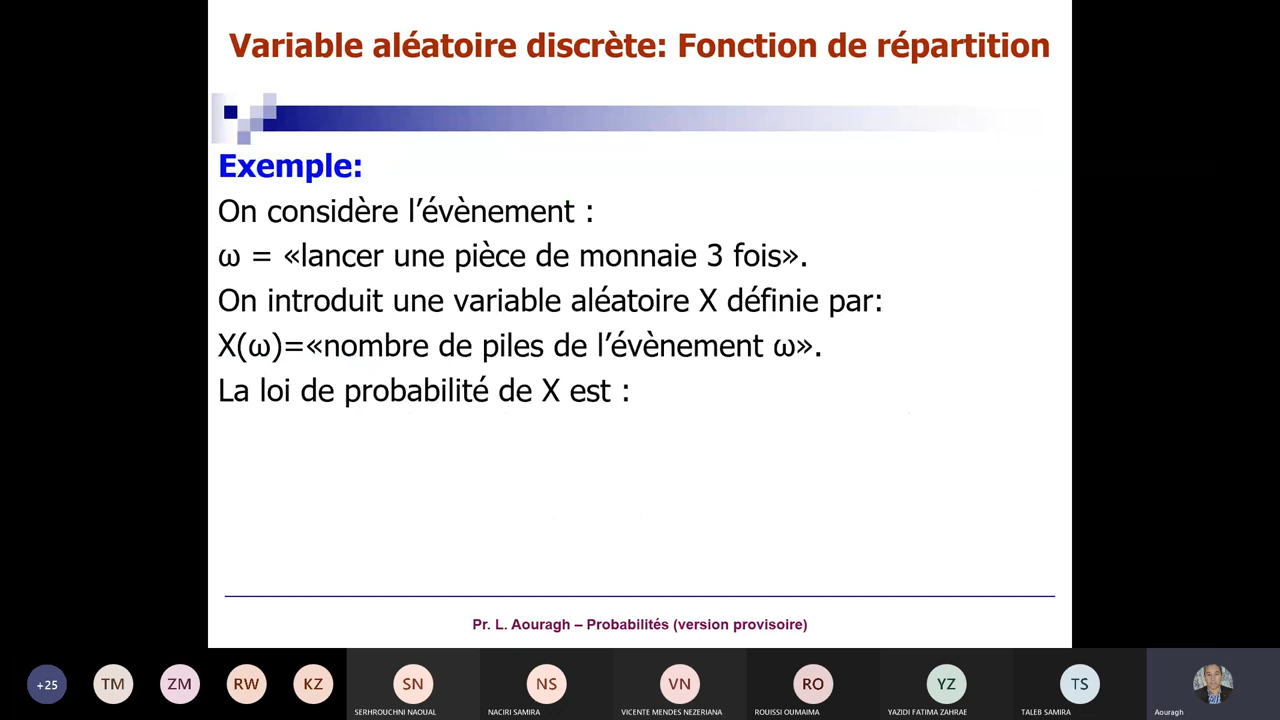 Variable aléatoire discrète: Fonction de répartition
Exemple:
On considère l’évènement :
ω = «lancer une pièce de monnaie 3 fois».
On introduit une variable aléatoire X définie par:
X(ω)=«nombre de piles de l’évènement ω».
La loi de probabilité de X est :
Pr. L. Aouragh – Probabilités (version provisoire)
+25
TM
ZM
RW
KZ
SN
NS
VN
RO
YZ
TS
SERHROUCHNI NAOUAL
NACIRI SAMIRA
VICENTE MENDES NEZERIANA
ROUISSI OUMAIMA
YAZIDI FATIMA ZAHRAE
TALEB SAMIRA
Aouragh